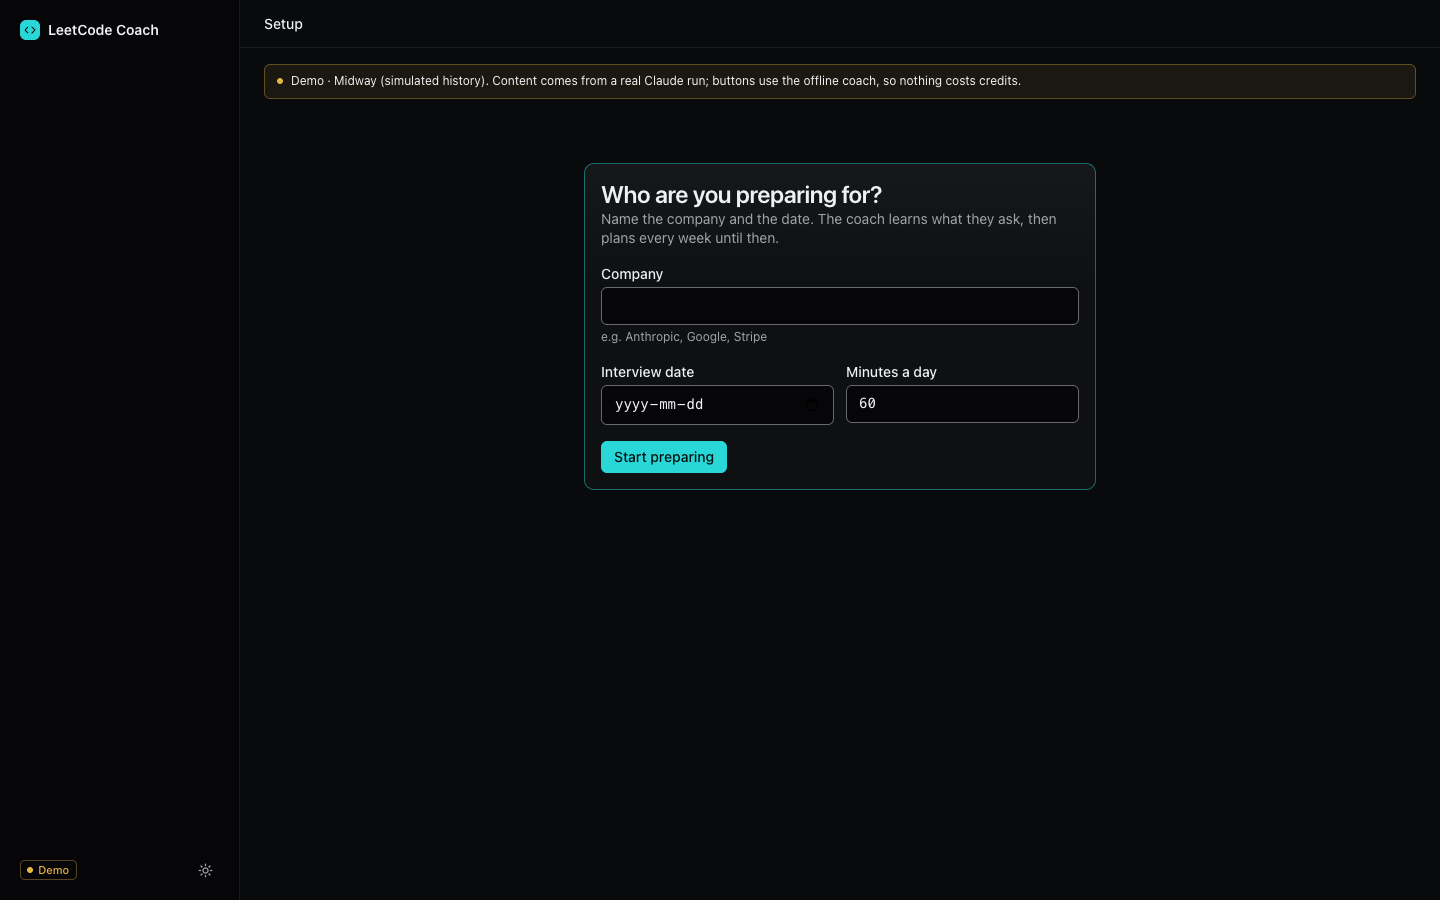 LeetCode Coach
Setup
Demo · Midway (simulated history). Content comes from a real Claude run; buttons use the offline coach, so nothing costs credits.
Who are you preparing for?
Name the company and the date. The coach learns what they ask, then
plans every week until then.
Company
e.g. Anthropic, Google, Stripe
Interview date
Minutes a day
yyyy-mm-dd
60
Start preparing
Demo